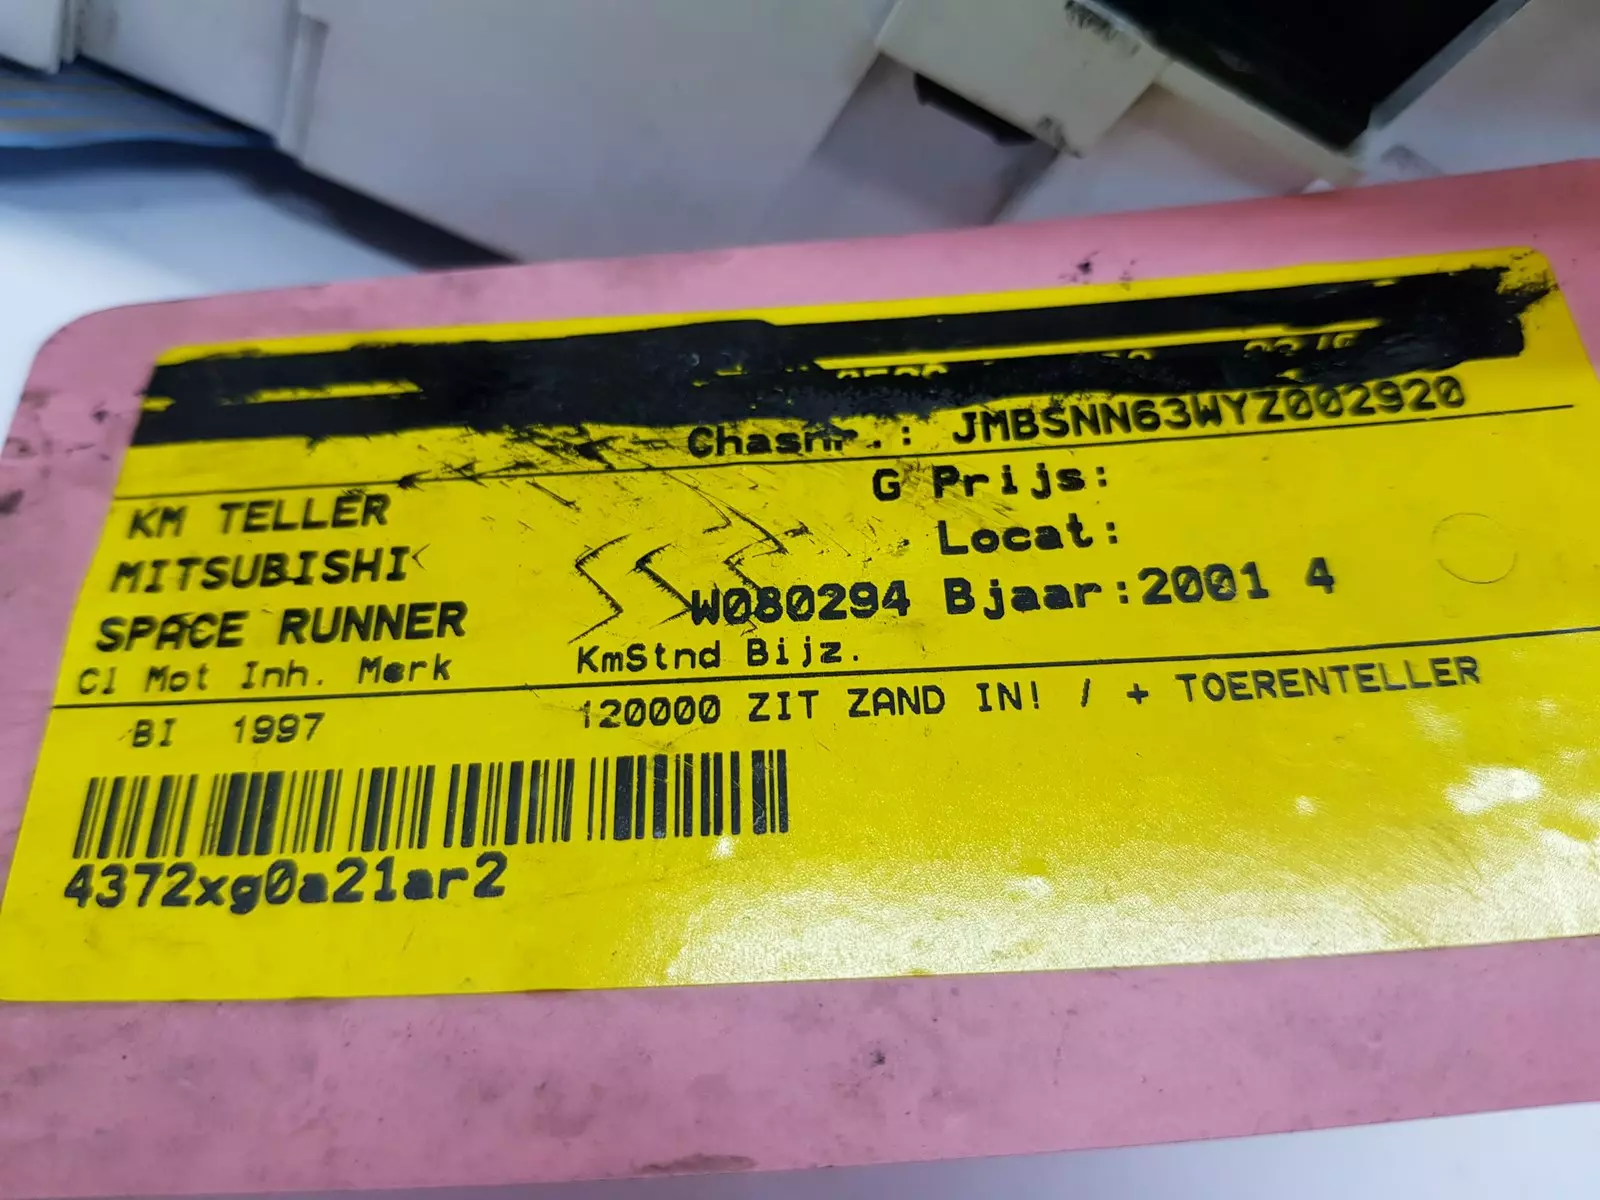 Chasnr.: JMBSNN63WYZ002920
KM TELLER
G Prijs:
MITSUBISHI
Locat:
SPACE RUNNER
W080294 Bjaar:2001 4
Cl Mot Inh. Merk
KmStnd Bijz.
BI 1997
120000 ZIT ZAND IN! / + TOERENTELLER
4372xg0a21ar2